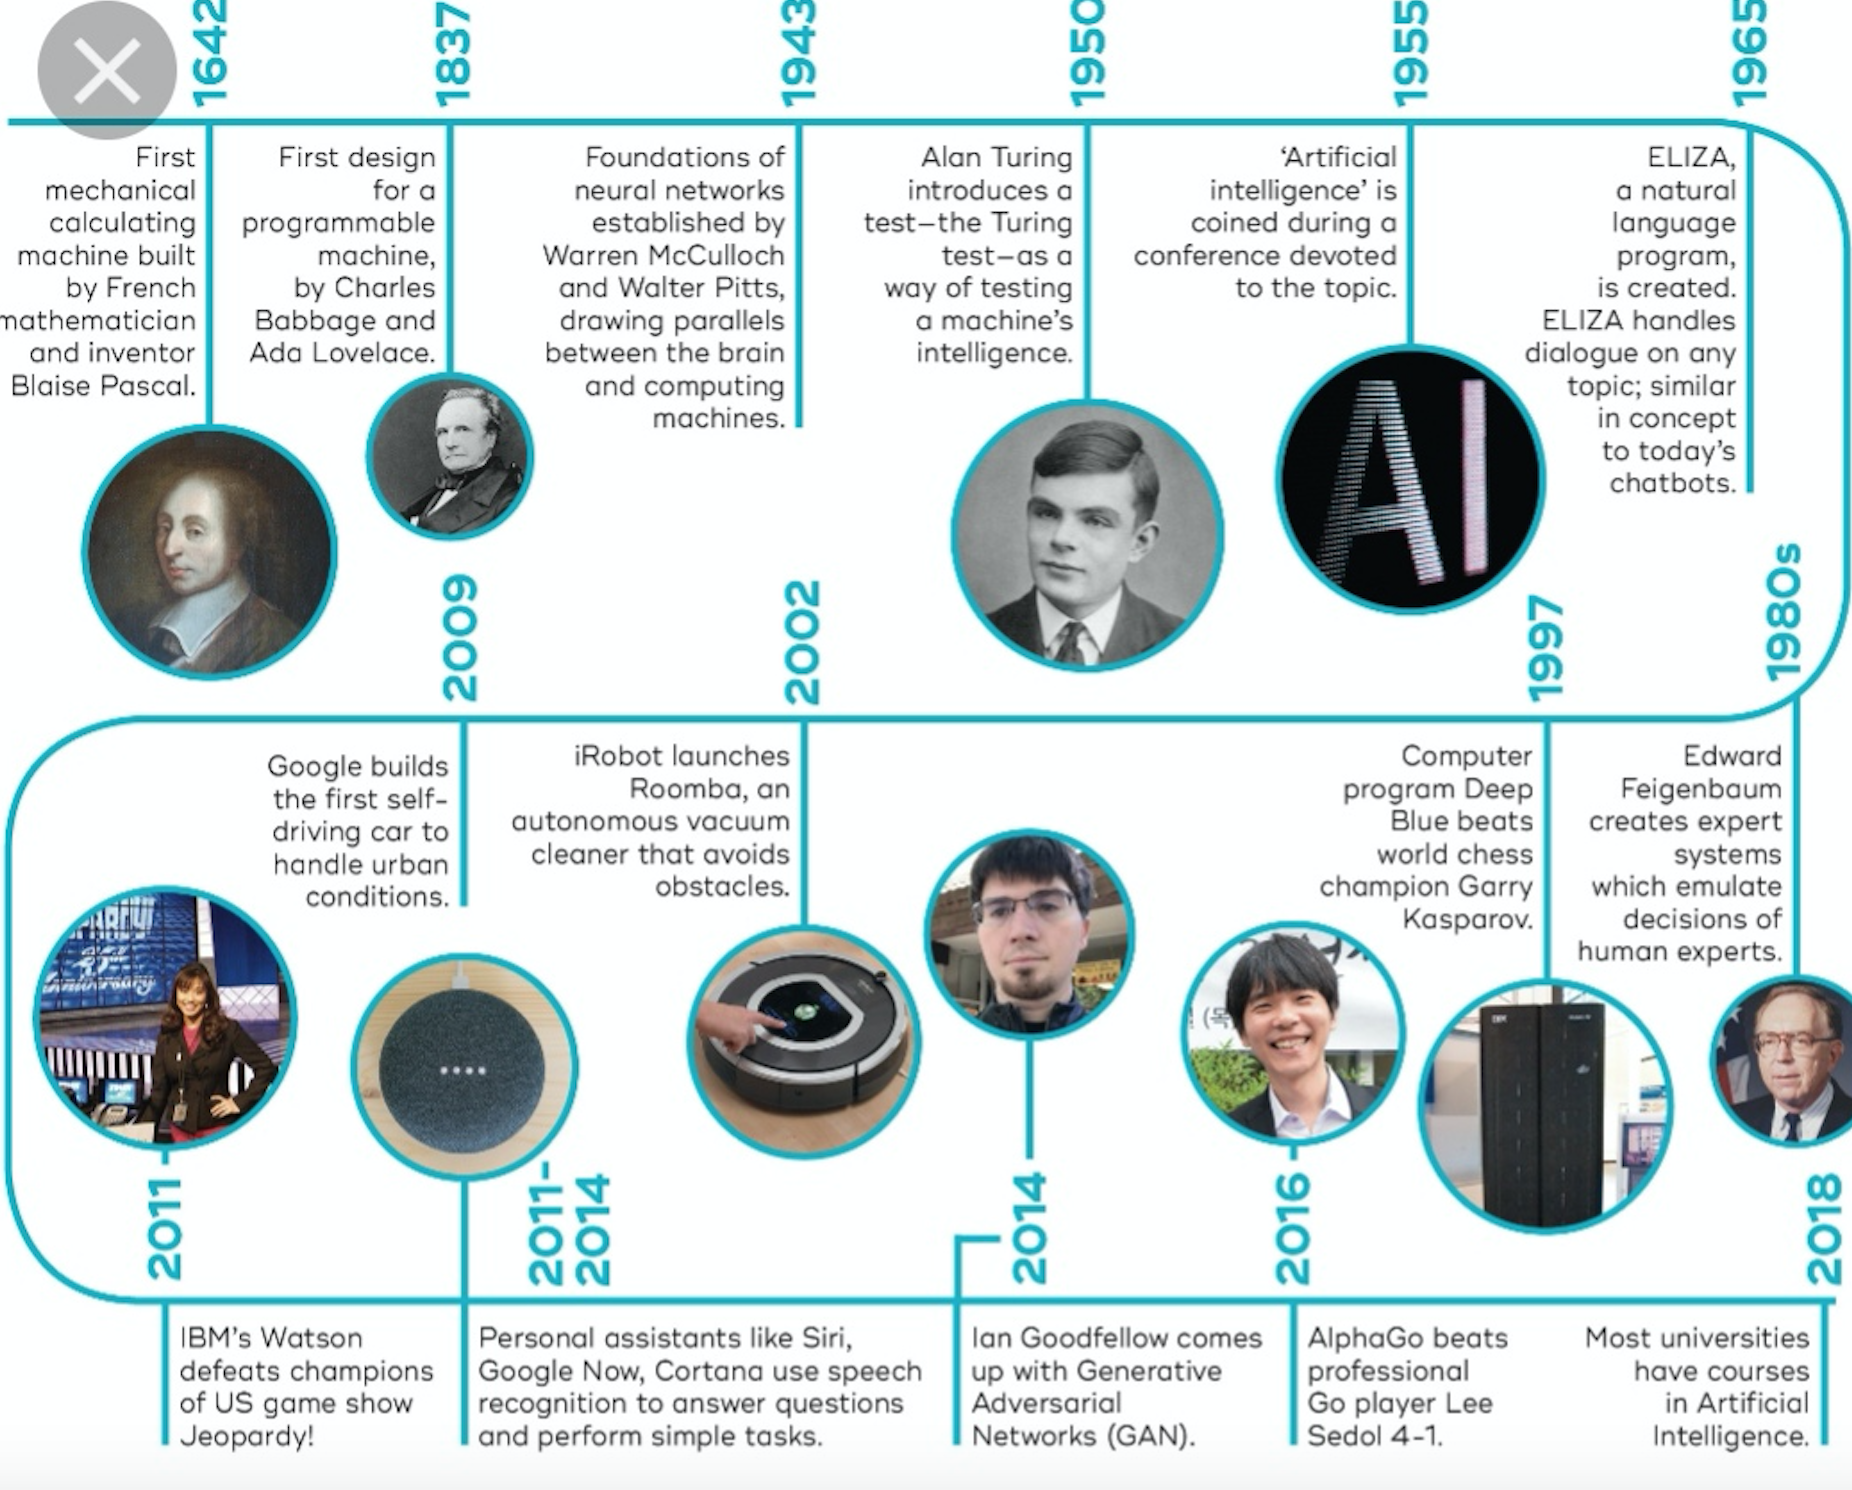 1642
First
mechanical
calculating
machine built
by French
mathematician
and inventor
Blaise Pascal.
1837
First design
for a
programmable
machine,
by Charles
Babbage and
Ada Lovelace.
1943
Foundations of
neural networks
established by
Warren McCulloch
and Walter Pitts,
drawing parallels
between the brain
and computing
machines.
1950
Alan Turing
introduces a
test—the Turing
test—as a
way of testing
a machine’s
intelligence.
1955
‘Artificial
intelligence’ is
coined during a
conference devoted
to the topic.
AI
1965
ELIZA,
a natural
language
program,
is created.
ELIZA handles
dialogue on any
topic; similar
in concept
to today’s
chatbots.
1980s
Edward
Feigenbaum
creates expert
systems
which emulate
decisions of
human experts.
1997
Computer
program Deep
Blue beats
world chess
champion Garry
Kasparov.
IBM
2002
iRobot launches
Roomba, an
autonomous vacuum
cleaner that avoids
obstacles.
2009
Google builds
the first self-
driving car to
handle urban
conditions.
anniversary
2011
IBM’s Watson
defeats champions
of US game show
Jeopardy!
2011-
2014
Personal assistants like Siri,
Google Now, Cortana use speech
recognition to answer questions
and perform simple tasks.
2014
Ian Goodfellow comes
up with Generative
Adversarial
Networks (GAN).
(목
2016
AlphaGo beats
professional
Go player Lee
Sedol 4-1.
2018
Most universities
have courses
in Artificial
Intelligence.